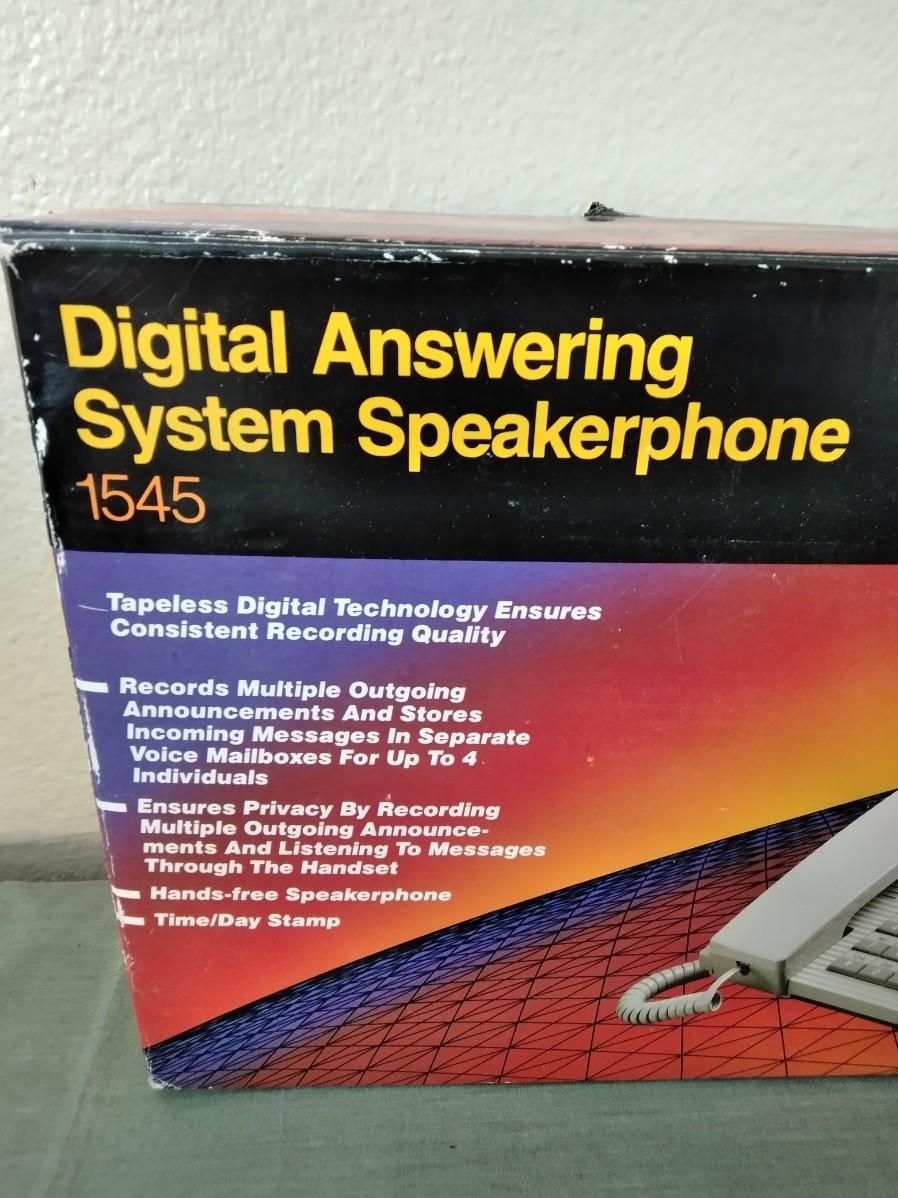 Digital Answering
System Speakerphone
1545
Tapeless Digital Technology Ensures
Consistent Recording Quality
Records Multiple Outgoing
Announcements And Stores
Incoming Messages In Separate
Voice Mailboxes For Up To 4
Individuals
Ensures Privacy By Recording
Multiple Outgoing Announce-
ments And Listening To Messages
Through The Handset
Hands-free Speakerphone
Time/Day Stamp